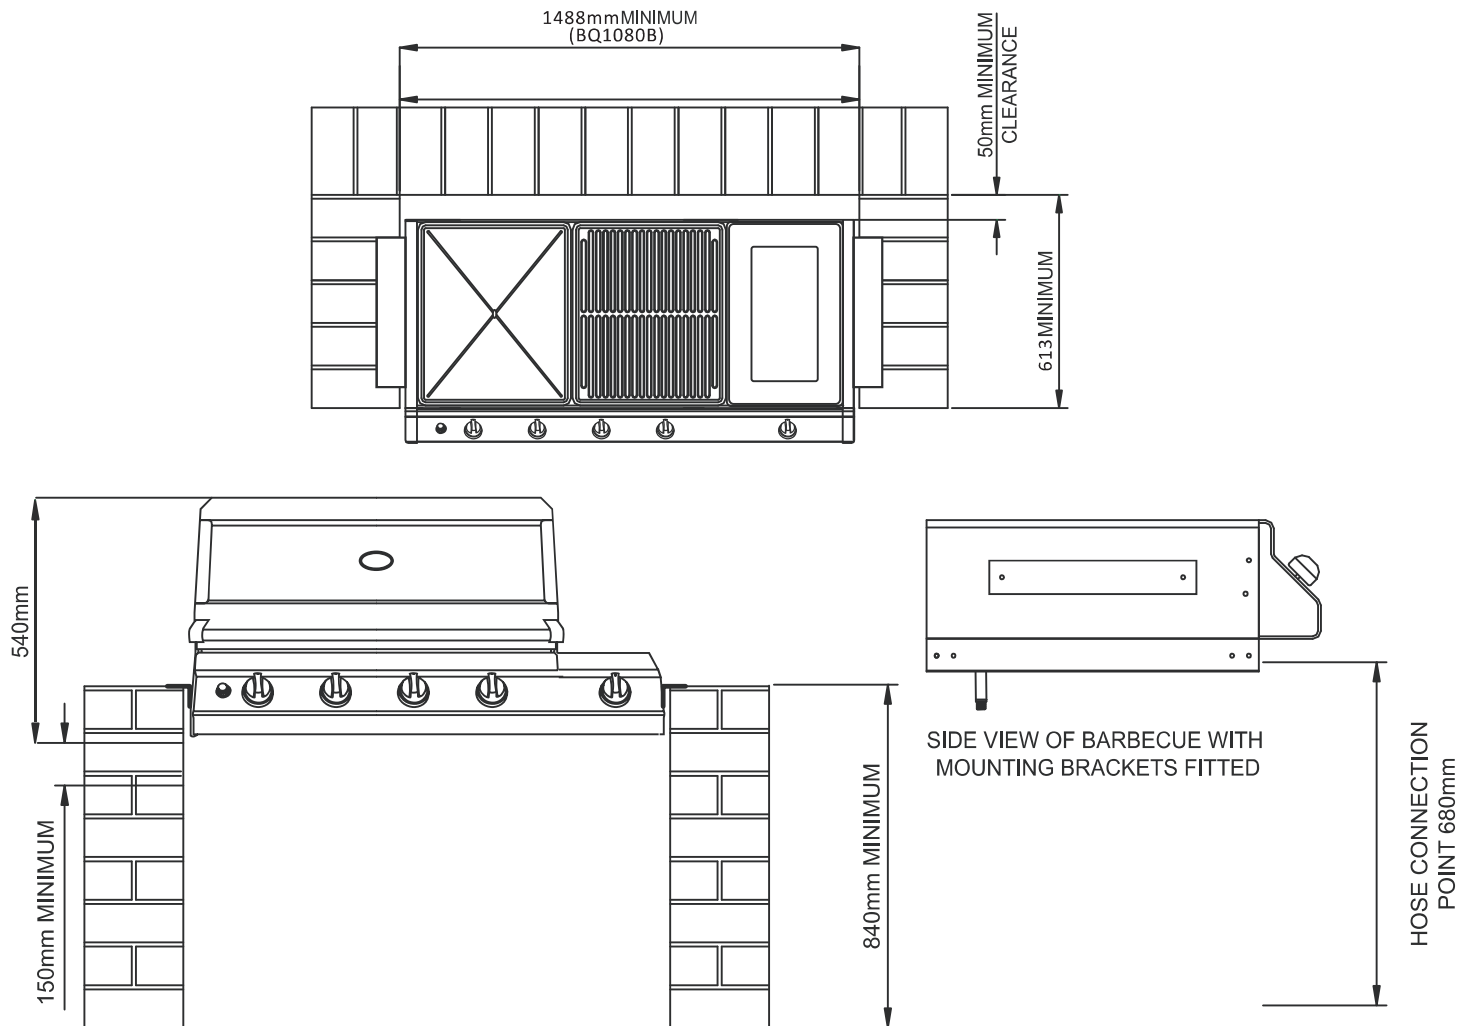 1488mmMINIMUM
(BQ1080B)
50mm MINIMUM
CLEARANCE
613MINIMUM
540mm
150mm MINIMUM
840mm MINIMUM
SIDE VIEW OF BARBECUE WITH
MOUNTING BRACKETS FITTED
HOSE CONNECTION
POINT 680mm